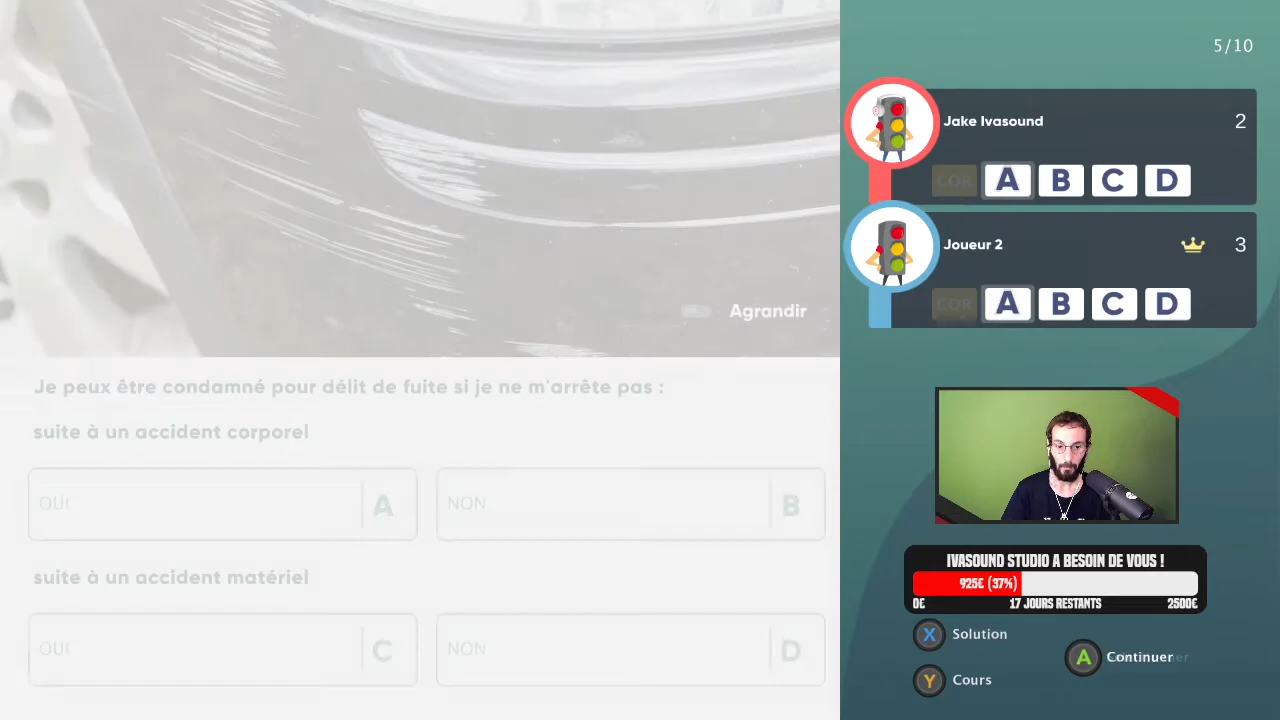 5/10
Jake Ivasound
2
COR
A B C D
Joueur 2
3
COR
A B C D
Agrandir
Je peux être condamné pour délit de fuite si je ne m'arrête pas :
suite à un accident corporel
OUI A
NON B
suite à un accident matériel
OUI C
NON D
IVASOUND STUDIO A BESOIN DE VOUS !
925€ (37%)
0€ 17 JOURS RESTANTS 2500€
X Solution
A Continuer
Y Cours